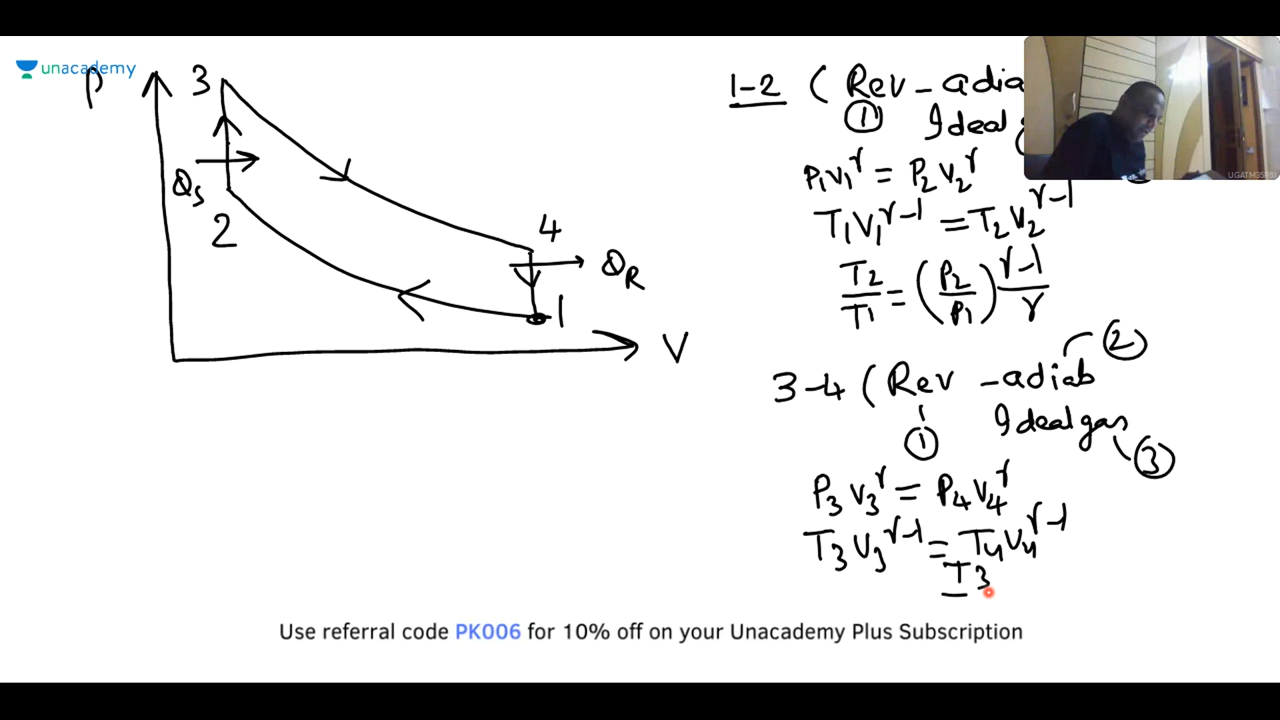 unacademy
P
3
Qs
2
4
QR
1
V
1-2 ( Rev - adia
①
Ideal g
P₁V₁^γ = P₂V₂^γ
T₁V₁^γ-1 = T₂V₂^γ-1
T₂/T₁ = (P₂/P₁)^γ-1/γ
②
3-4 ( Rev - adiab
①
Ideal gas
③
P₃V₃^γ = P₄V₄^γ
T₃V₃^γ-1 = T₄V₄^γ-1
T3
Use referral code PK006 for 10% off on your Unacademy Plus Subscription